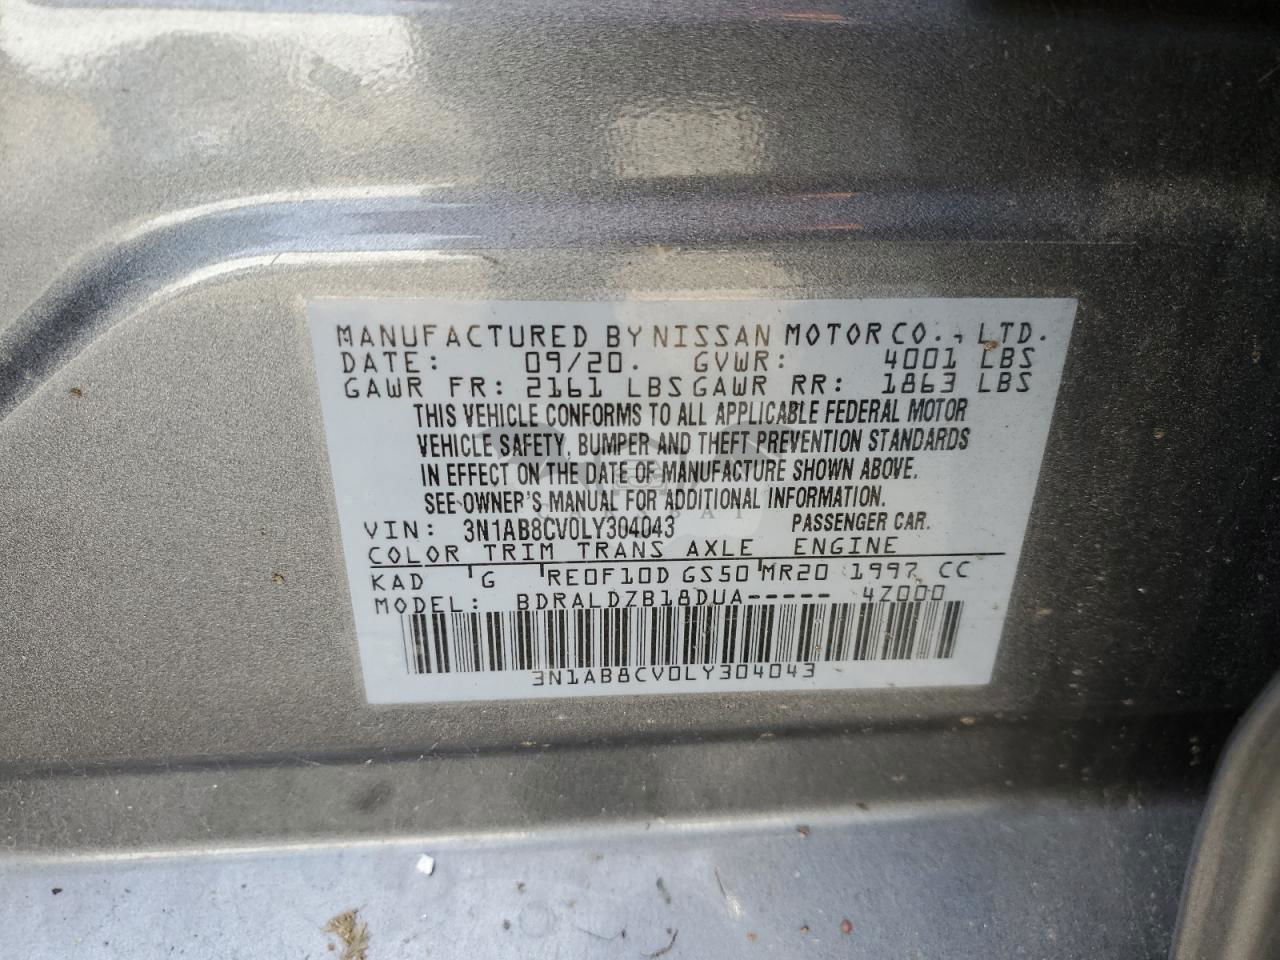 MANUFACTURED BY NISSAN MOTOR CO., LTD.
DATE: 09/20. GVWR: 4001 LBS
GAWR FR: 2161 LBS GAWR RR: 1863 LBS
THIS VEHICLE CONFORMS TO ALL APPLICABLE FEDERAL MOTOR
VEHICLE SAFETY, BUMPER AND THEFT PREVENTION STANDARDS
IN EFFECT ON THE DATE OF MANUFACTURE SHOWN ABOVE.
SEE OWNER'S MANUAL FOR ADDITIONAL INFORMATION.
VIN: 3N1AB8CV0LY304043 PASSENGER CAR.
COLOR TRIM TRANS AXLE ENGINE
KAD G RE0F10D GS50 MR20 1997 CC
MODEL: BDRALDZB18DUA----- 4Z000
3N1AB8CV0LY304043